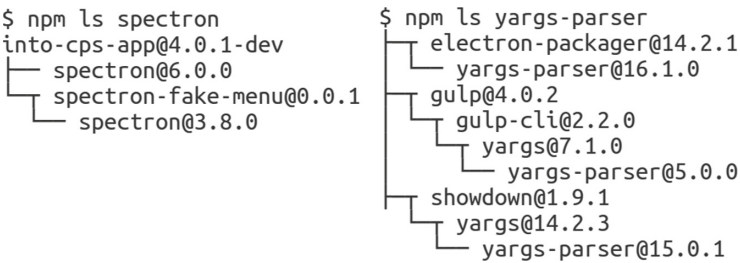 $ npm ls spectron
into-cps-app@4.0.1-dev
├── spectron@6.0.0
└─┬ spectron-fake-menu@0.0.1
  └── spectron@3.8.0
$ npm ls yargs-parser
├─┬ electron-packager@14.2.1
│ └── yargs-parser@16.1.0
├─┬ gulp@4.0.2
│ └─┬ gulp-cli@2.2.0
│   └─┬ yargs@7.1.0
│     └── yargs-parser@5.0.0
├─┬ showdown@1.9.1
  └─┬ yargs@14.2.3
    └── yargs-parser@15.0.1